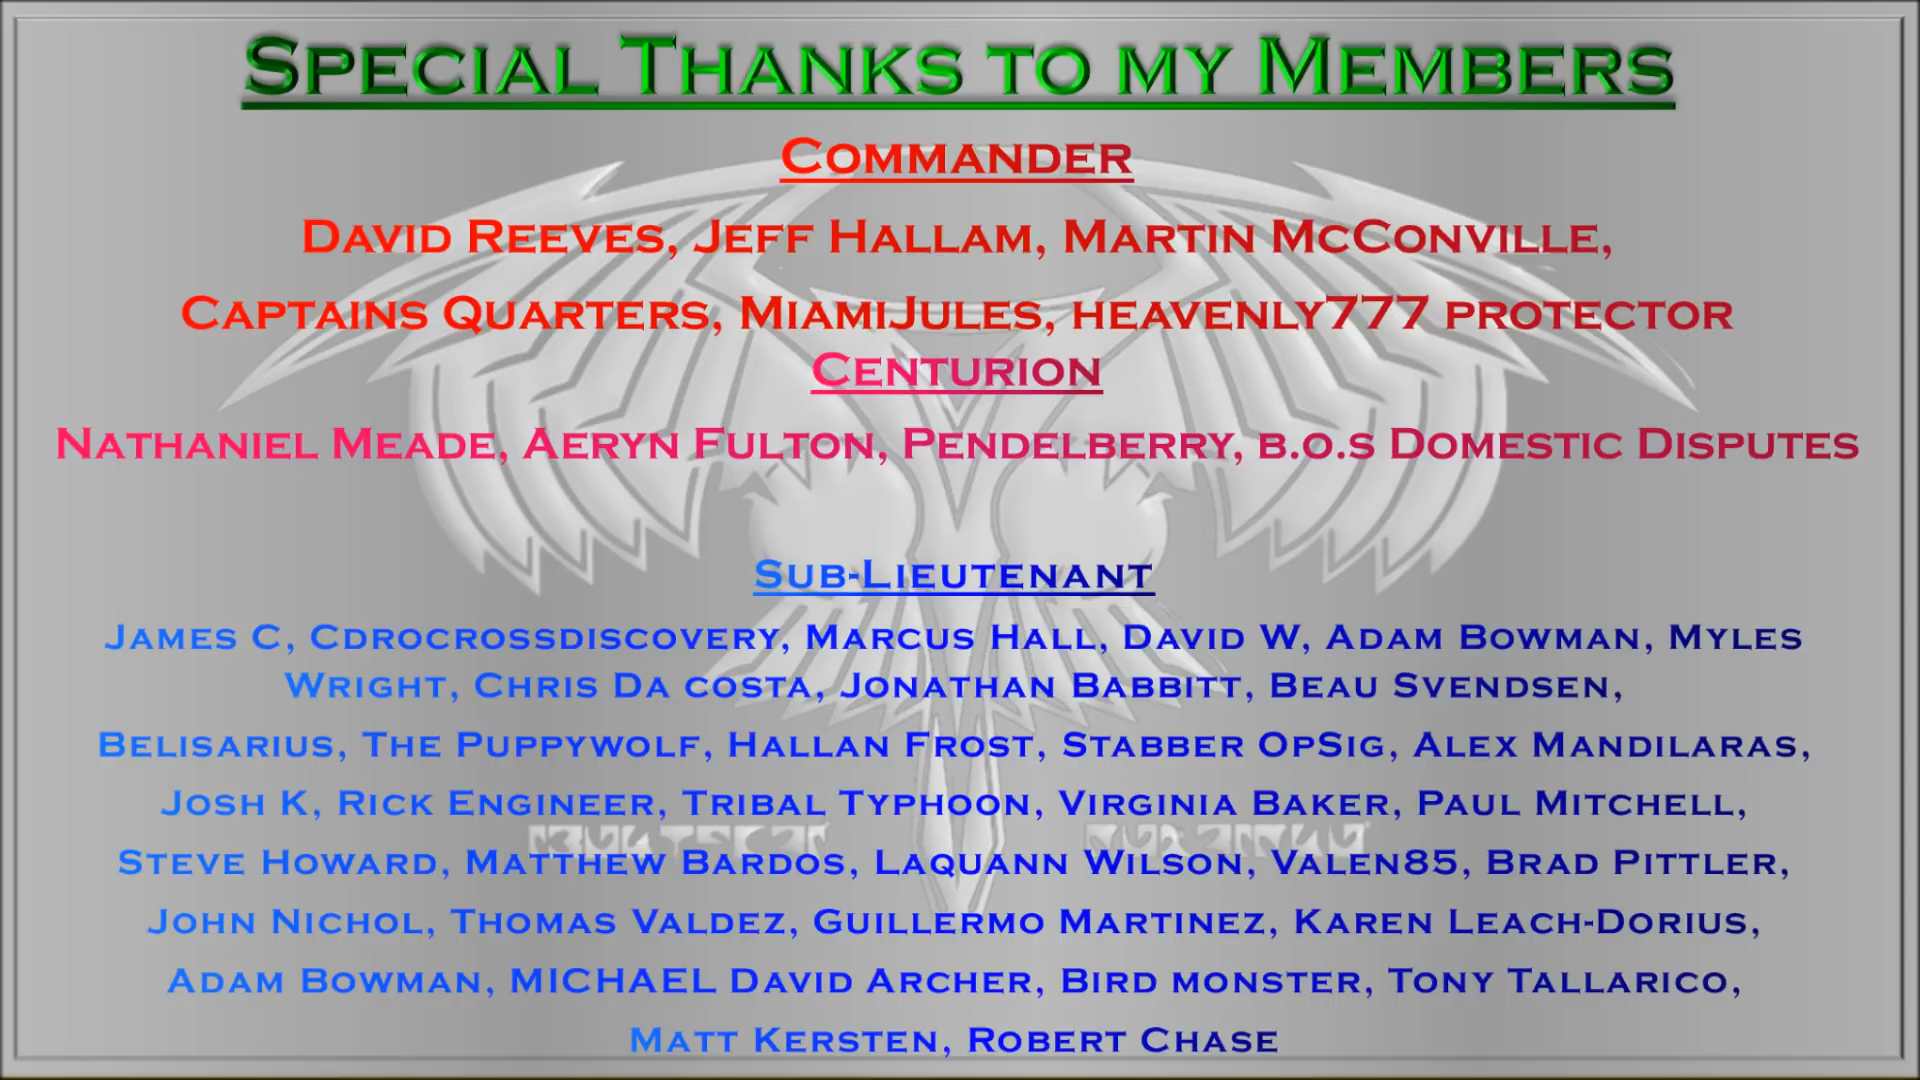 Special Thanks to my Members
Commander
David Reeves, Jeff Hallam, Martin McConville,
Captains Quarters, MiamiJules, heavenly777 protector
Centurion
Nathaniel Meade, Aeryn Fulton, Pendelberry, b.o.s Domestic Disputes
Sub-Lieutenant
James C, Cdrocrossdiscovery, Marcus Hall, David W, Adam Bowman, Myles
Wright, Chris Da costa, Jonathan Babbitt, Beau Svendsen,
Belisarius, The Puppywolf, Hallan Frost, Stabber OpSig, Alex Mandilaras,
Josh K, Rick Engineer, Tribal Typhoon, Virginia Baker, Paul Mitchell,
Steve Howard, Matthew Bardos, Laquann Wilson, Valen85, Brad Pittler,
John Nichol, Thomas Valdez, Guillermo Martinez, Karen Leach-Dorius,
Adam Bowman, MICHAEL David Archer, Bird monster, Tony Tallarico,
Matt Kersten, Robert Chase